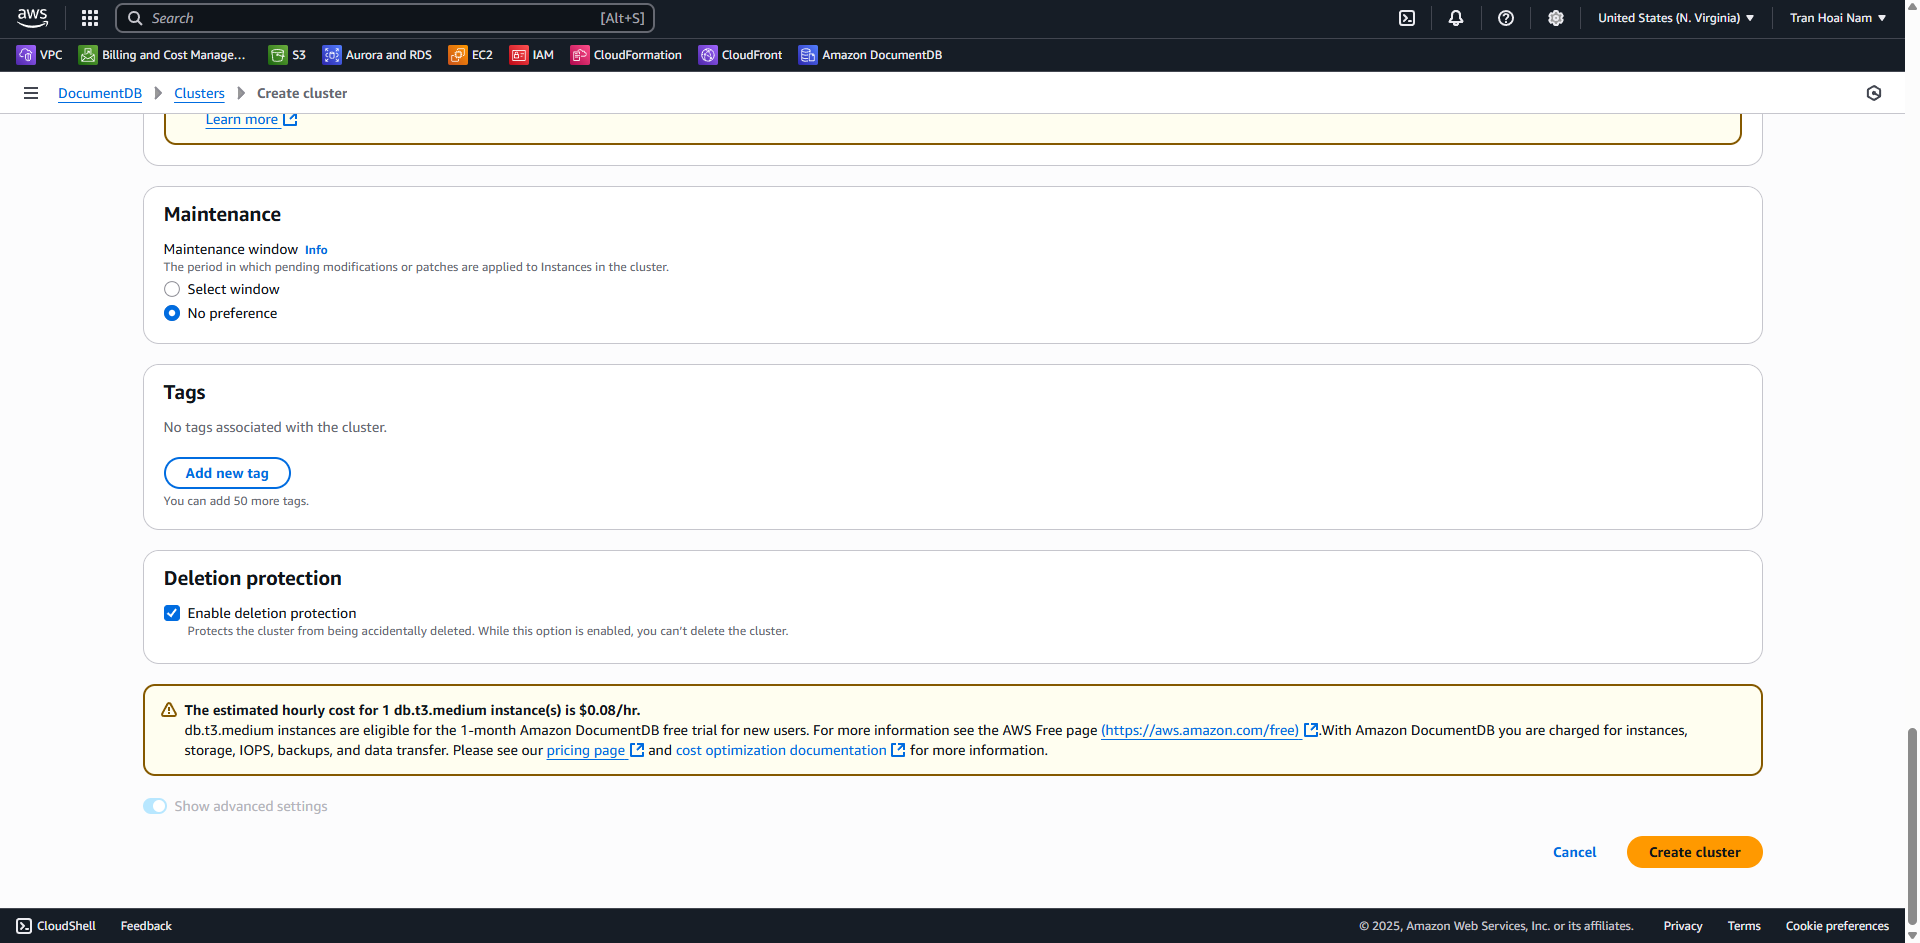 aws
Search [Alt+S]
United States (N. Virginia)
Tran Hoai Nam
VPC
Billing and Cost Manage...
S3
Aurora and RDS
EC2
IAM
CloudFormation
CloudFront
Amazon DocumentDB
DocumentDB
Clusters
Create cluster
Learn more
Maintenance
Maintenance window Info
The period in which pending modifications or patches are applied to Instances in the cluster.
Select window
No preference
Tags
No tags associated with the cluster.
Add new tag
You can add 50 more tags.
Deletion protection
Enable deletion protection
Protects the cluster from being accidentally deleted. While this option is enabled, you can't delete the cluster.
The estimated hourly cost for 1 db.t3.medium instance(s) is $0.08/hr.
db.t3.medium instances are eligible for the 1-month Amazon DocumentDB free trial for new users. For more information see the AWS Free page (https://aws.amazon.com/free) .With Amazon DocumentDB you are charged for instances,
storage, IOPS, backups, and data transfer. Please see our pricing page and cost optimization documentation for more information.
Show advanced settings
Cancel
Create cluster
CloudShell
Feedback
© 2025, Amazon Web Services, Inc. or its affiliates.
Privacy
Terms
Cookie preferences